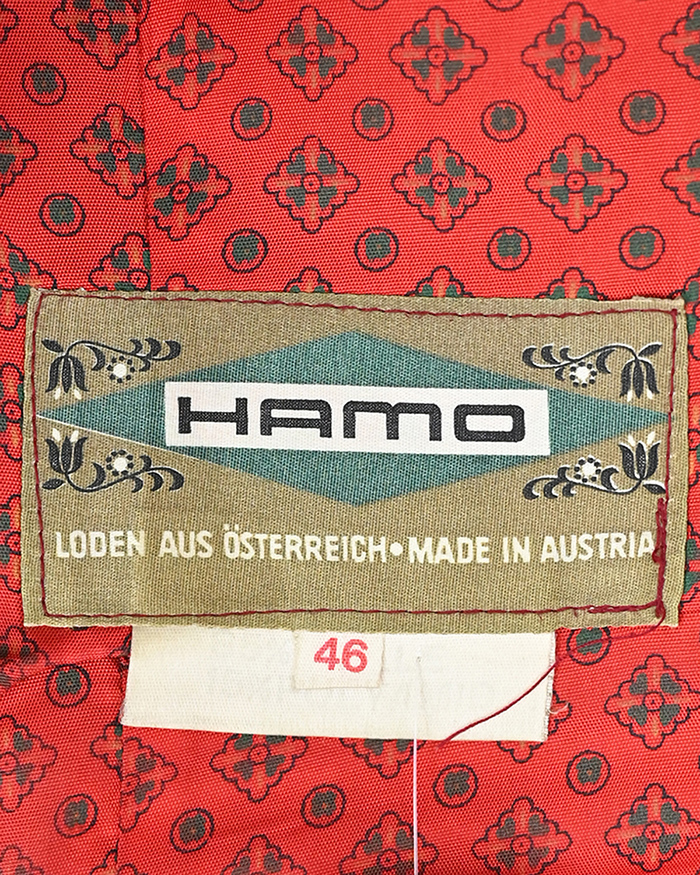 HAMO
LODEN AUS ÖSTERREICH•MADE IN AUSTRIA
46